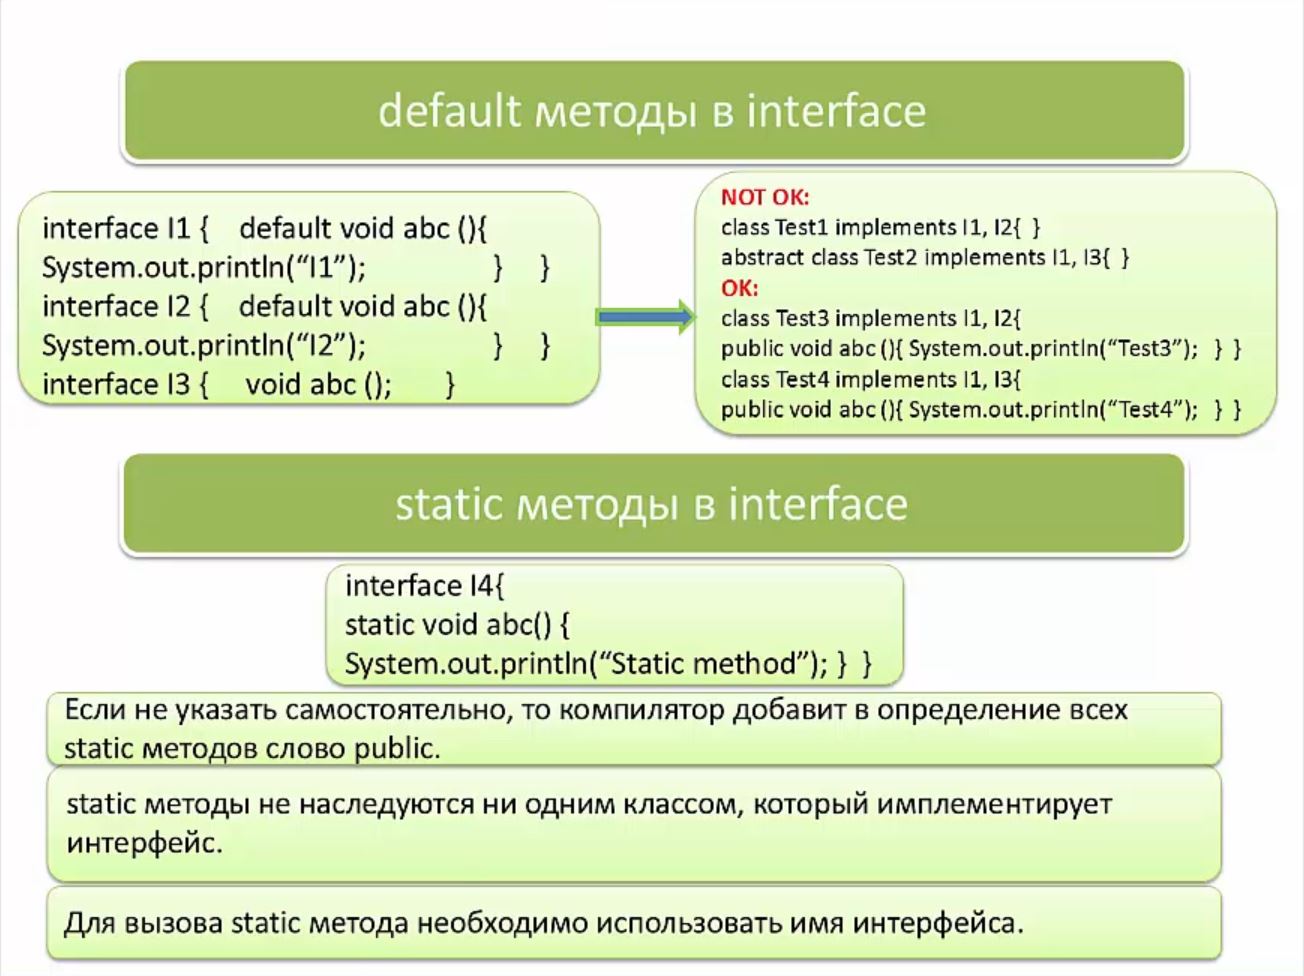 default методы в interface
interface I1 { default void abc (){
System.out.println(“I1”); } }
interface I2 { default void abc (){
System.out.println(“I2”); } }
interface I3 { void abc (); }
NOT OK:
class Test1 implements I1, I2{ }
abstract class Test2 implements I1, I3{ }
OK:
class Test3 implements I1, I2{
public void abc (){ System.out.println(“Test3”); } }
class Test4 implements I1, I3{
public void abc (){ System.out.println(“Test4”); } }
static методы в interface
interface I4{
static void abc() {
System.out.println(“Static method”); } }
Если не указать самостоятельно, то компилятор добавит в определение всех
static методов слово public.
static методы не наследуются ни одним классом, который имплементирует
интерфейс.
Для вызова static метода необходимо использовать имя интерфейса.